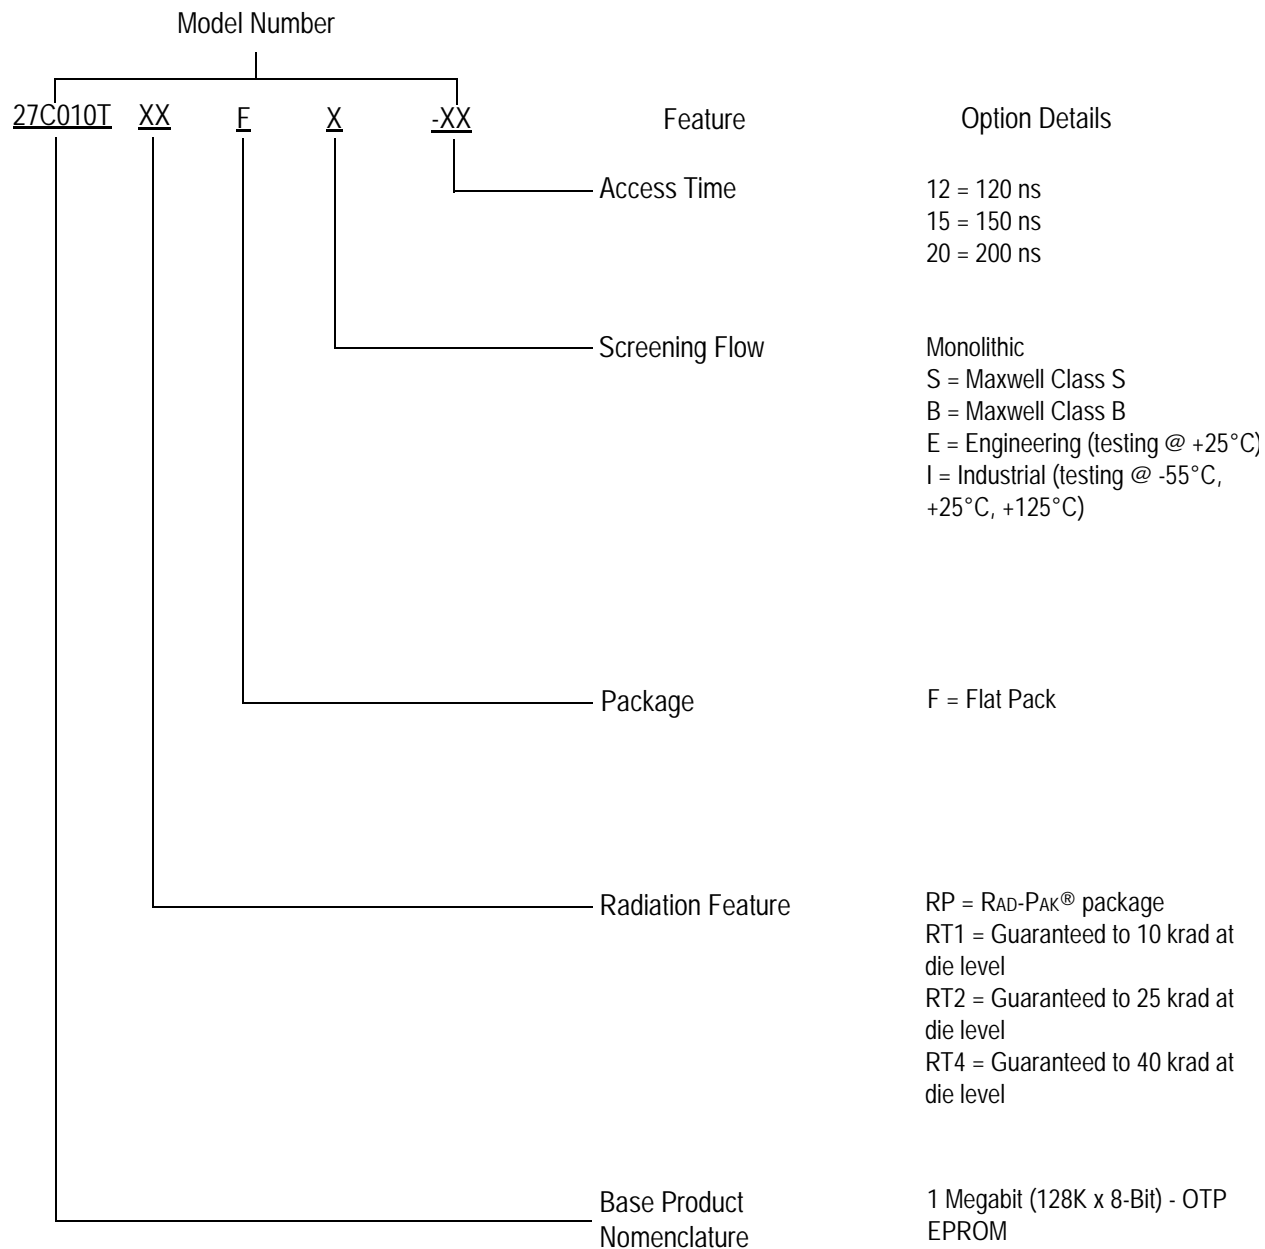 Model Number
27C010T XX F X -XX Feature Option Details
Access Time 12 = 120 ns
15 = 150 ns
20 = 200 ns
Screening Flow Monolithic
S = Maxwell Class S
B = Maxwell Class B
E = Engineering (testing @ +25°C)
I = Industrial (testing @ -55°C,
+25°C, +125°C)
Package F = Flat Pack
Radiation Feature RP = RAD-PAK® package
RT1 = Guaranteed to 10 krad at
die level
RT2 = Guaranteed to 25 krad at
die level
RT4 = Guaranteed to 40 krad at
die level
Base Product 1 Megabit (128K x 8-Bit) - OTP
Nomenclature EPROM